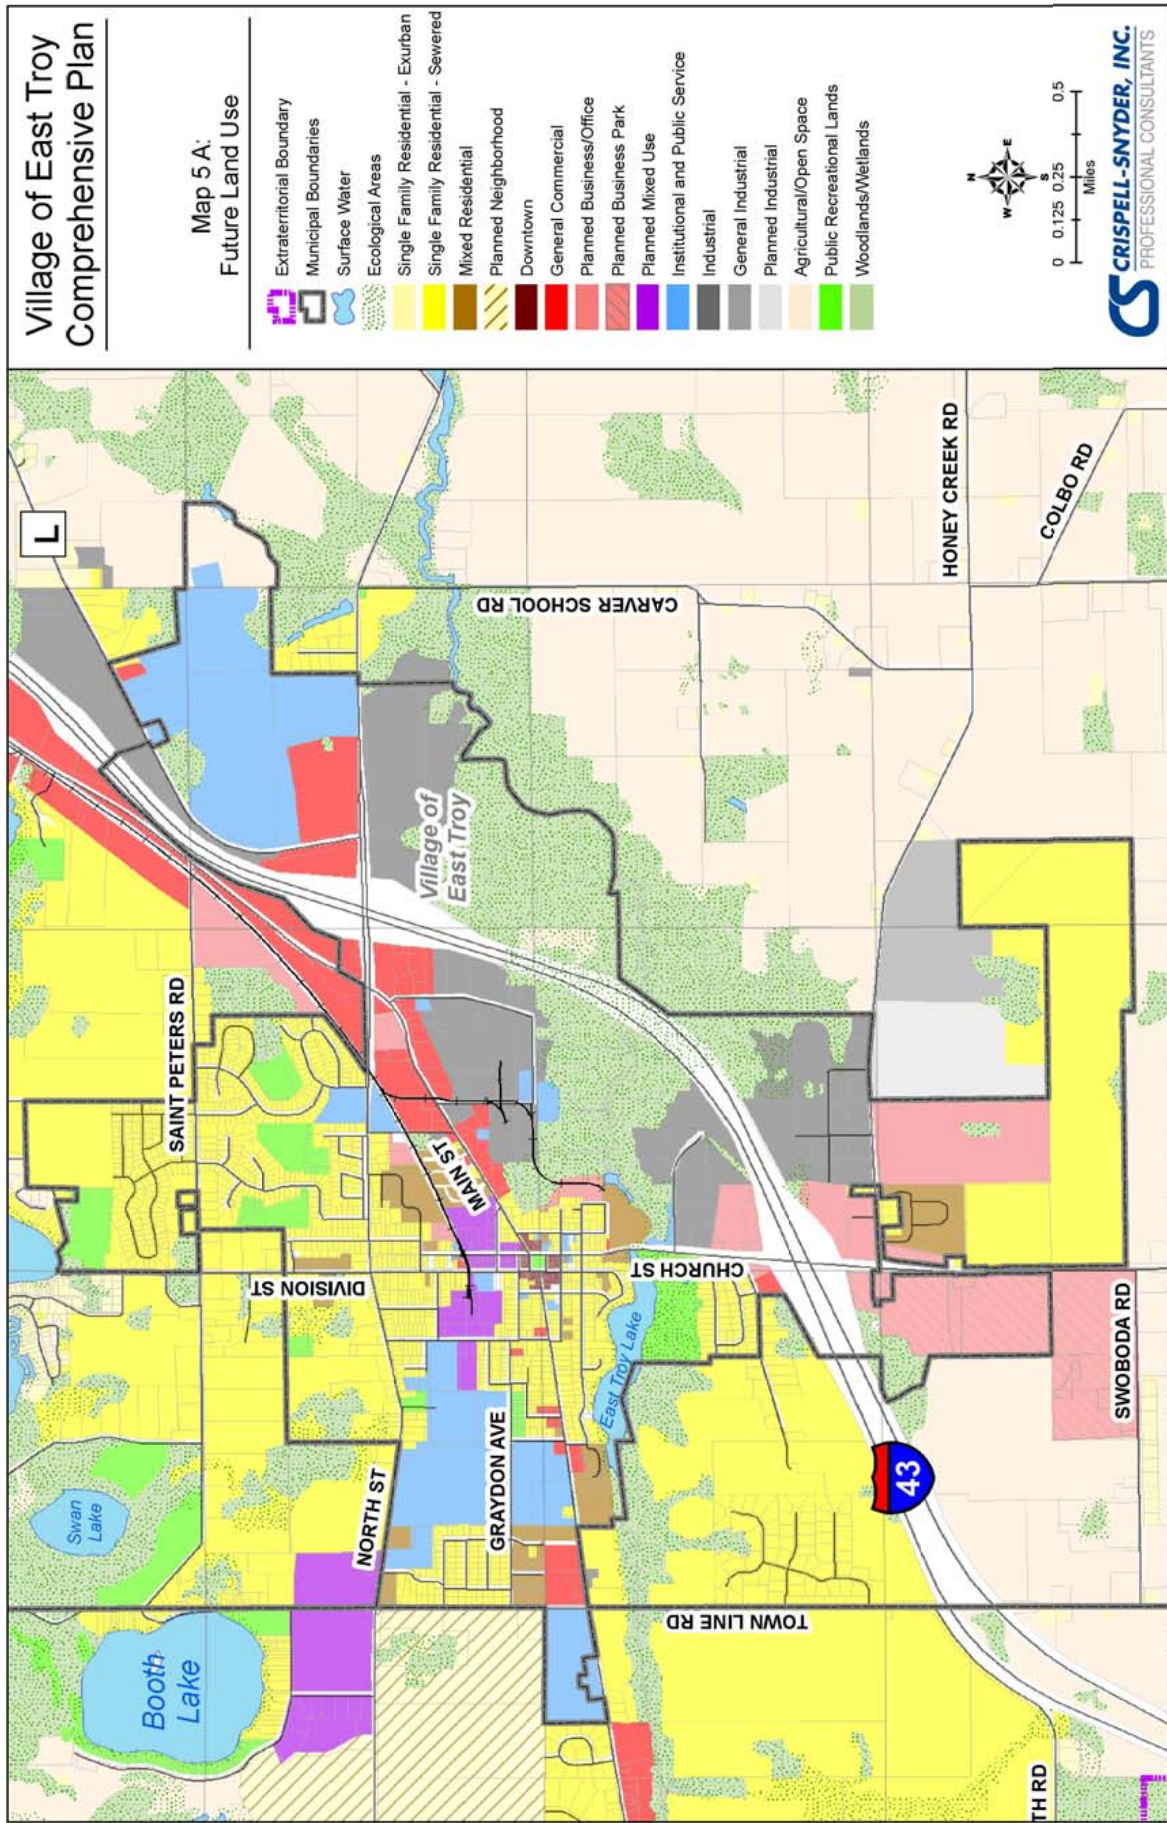 Village of East Troy
Comprehensive Plan
Map 5 A:
Future Land Use
Extraterritorial Boundary
Municipal Boundaries
Surface Water
Ecological Areas
Single Family Residential - Exurban
Single Family Residential - Sewered
Mixed Residential
Planned Neighborhood
Downtown
General Commercial
Planned Business/Office
Planned Business Park
Planned Mixed Use
Institutional and Public Service
Industrial
General Industrial
Planned Industrial
Agricultural/Open Space
Public Recreational Lands
Woodlands/Wetlands
N
W
E
S
0 0.125 0.25 0.5
Miles
CS CRISPELL-SNYDER, INC.
PROFESSIONAL CONSULTANTS
L
Booth
Lake
Swan
Lake
SAINT PETERS RD
DIVISION ST
NORTH ST
MAIN ST
GRAYDON AVE
Village of
East Troy
CARVER SCHOOL RD
East Troy Lake
CHURCH ST
TOWN LINE RD
43
HONEY CREEK RD
COLBO RD
SWOBODA RD
TH RD